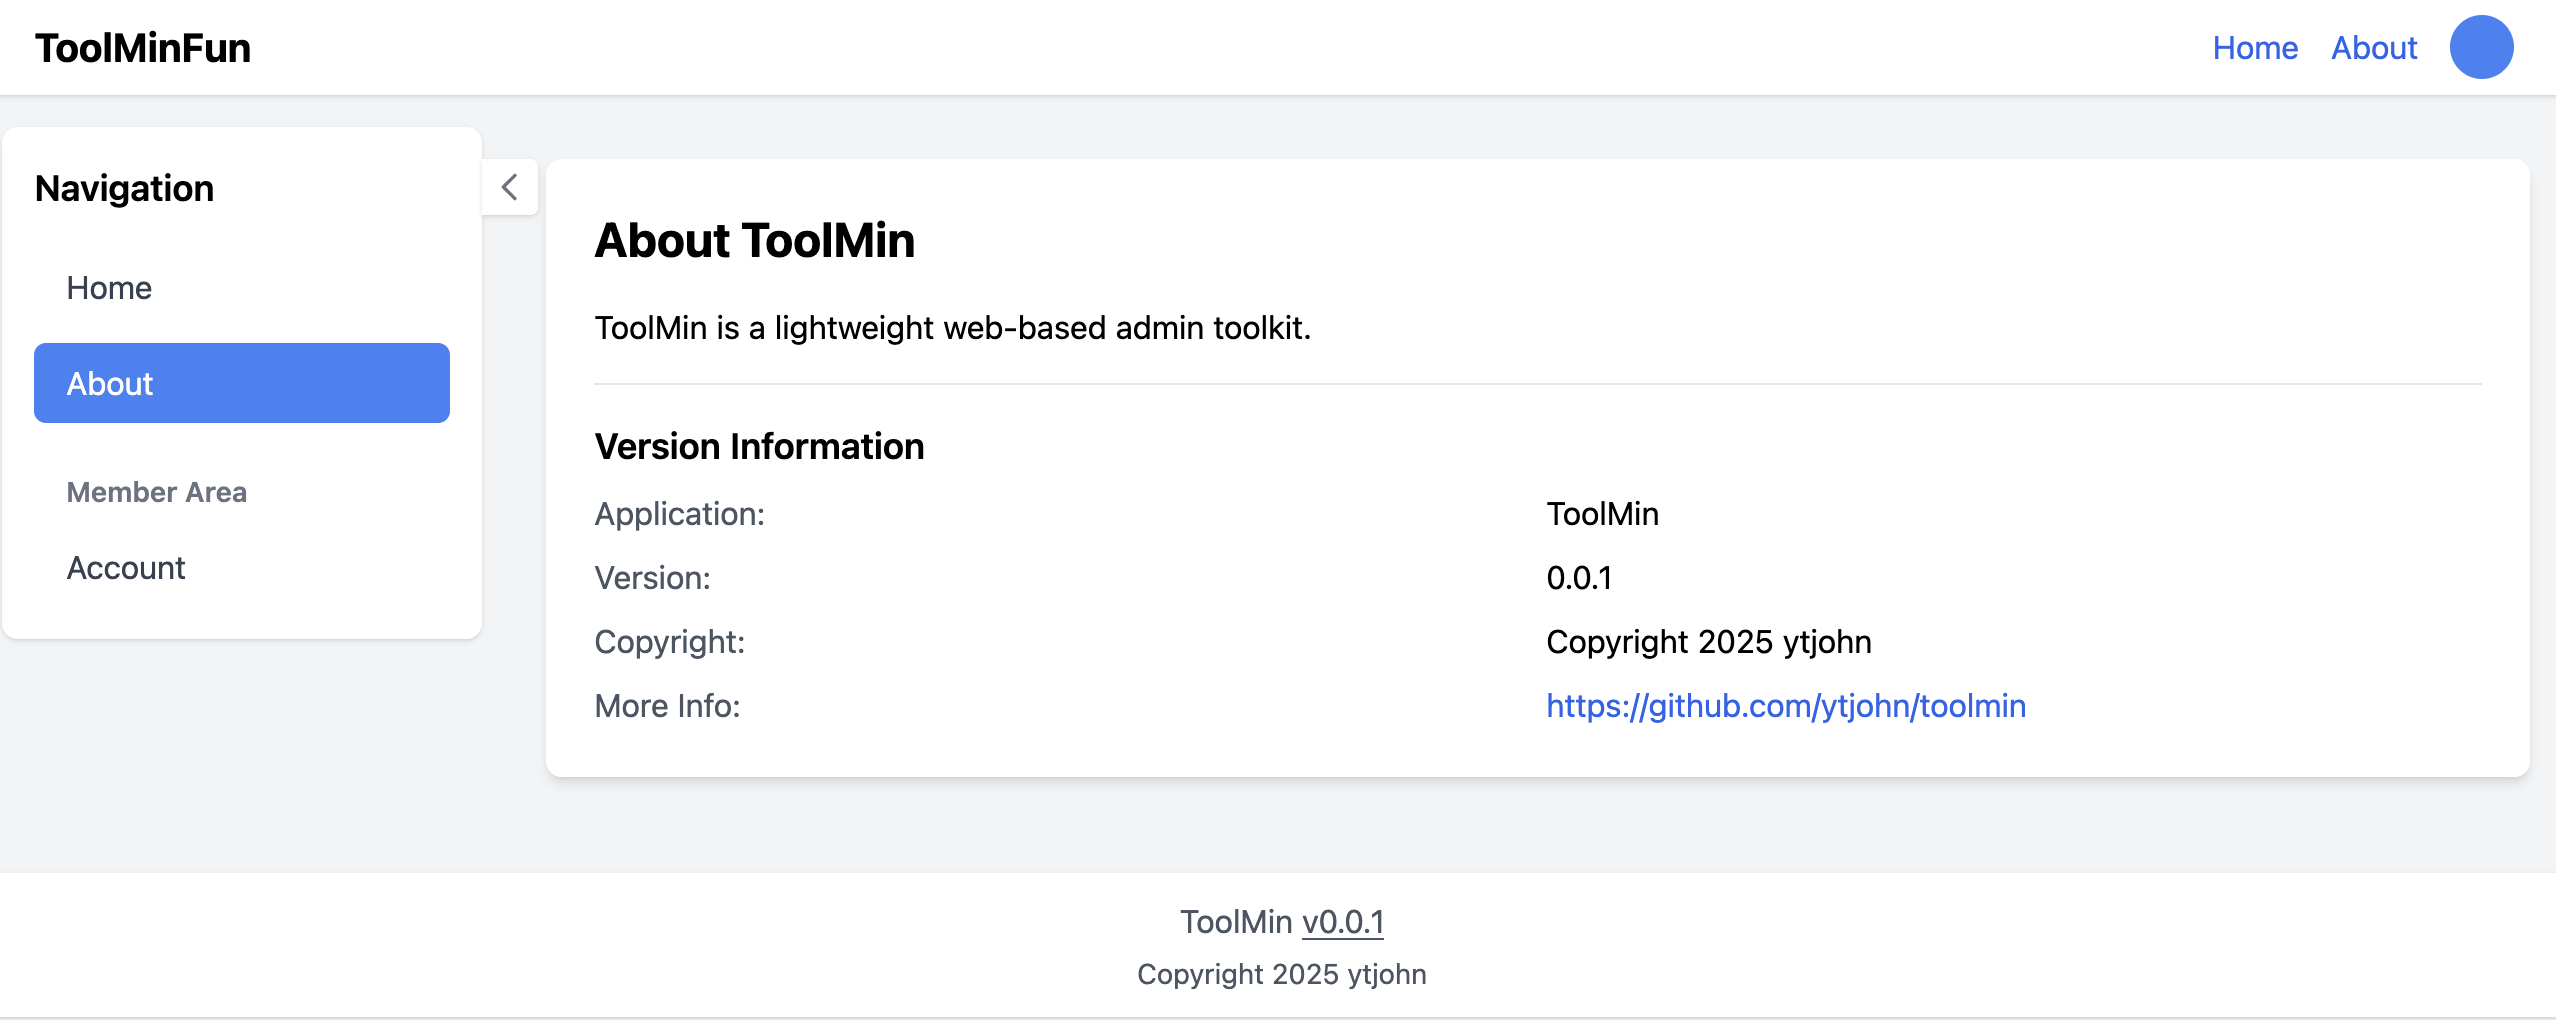 ToolMinFun
Home About
Navigation
Home
About
Member Area
Account
About ToolMin
ToolMin is a lightweight web-based admin toolkit.
Version Information
Application: ToolMin
Version: 0.0.1
Copyright: Copyright 2025 ytjohn
More Info: https://github.com/ytjohn/toolmin
ToolMin v0.0.1
Copyright 2025 ytjohn